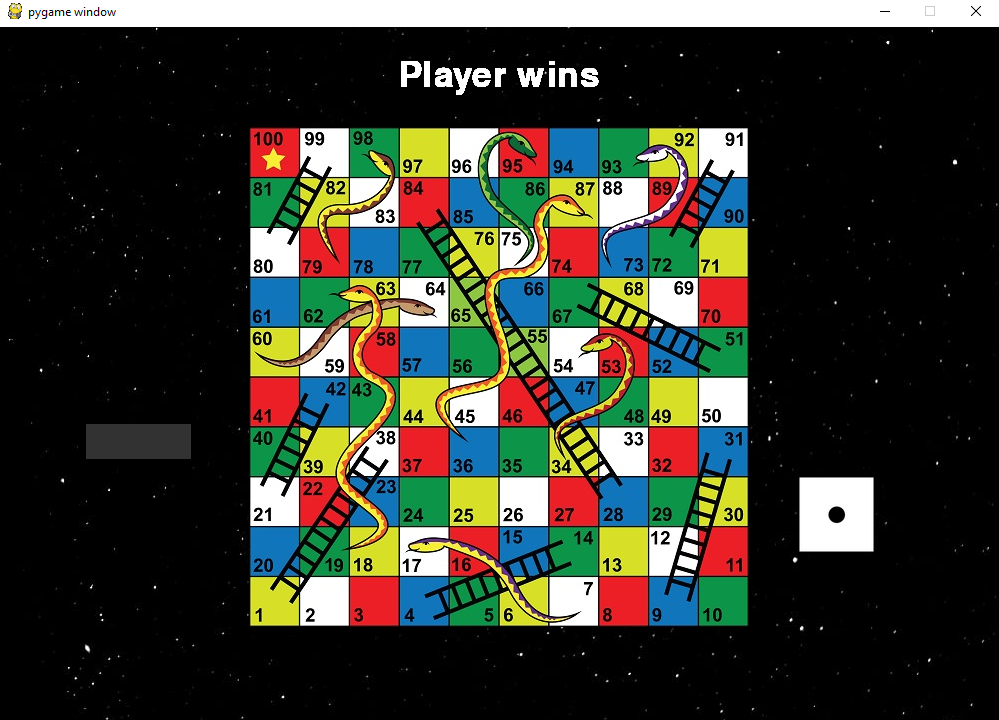 pygame window
Player wins
100 99 98 97 96 95 94 93 92 91
81 82 83 84 85 86 87 88 89 90
80 79 78 77 76 75 74 73 72 71
61 62 63 64 65 66 67 68 69 70
60 59 58 57 56 55 54 53 52 51
41 42 43 44 45 46 47 48 49 50
40 39 38 37 36 35 34 33 32 31
21 22 23 24 25 26 27 28 29 30
20 19 18 17 16 15 14 13 12 11
1 2 3 4 5 6 7 8 9 10